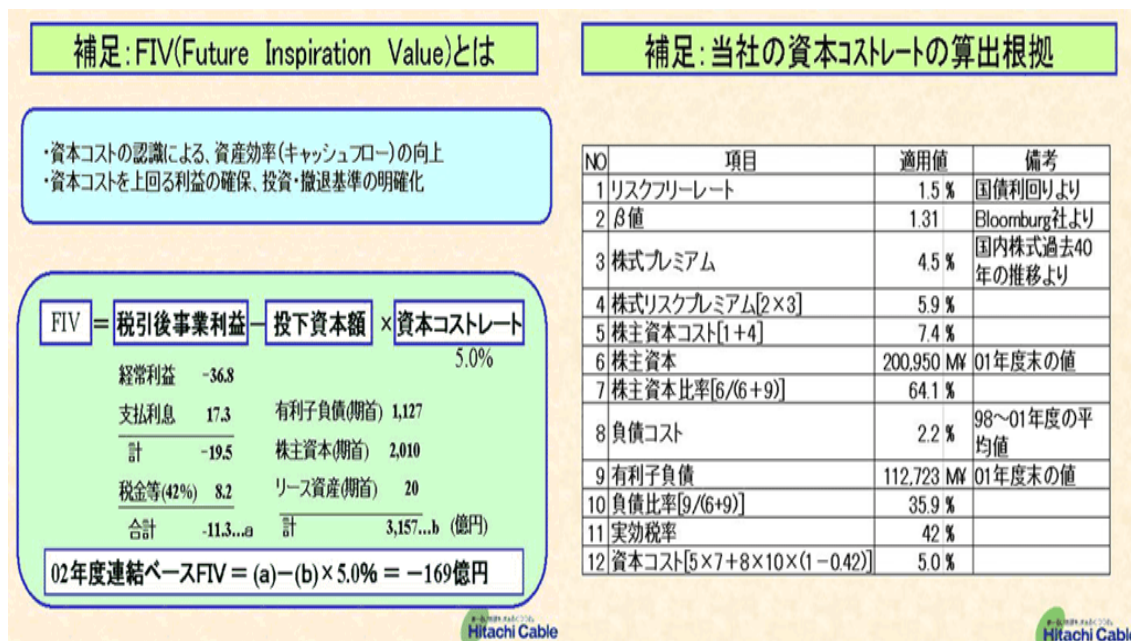 補足:FIV(Future Inspiration Value)とは
・資本コストの認識による、資産効率(キャッシュフロー)の向上
・資本コストを上回る利益の確保、投資・撤退基準の明確化
FIV = 税引後事業利益 − 投下資本額 × 資本コストレート
5.0%
経常利益 -36.8
支払利息 17.3
計 -19.5
税金等(42%) 8.2
合計 -11.3...a
有利子負債(期首) 1,127
株主資本(期首) 2,010
リース資産(期首) 20
計 3,157...b (億円)
02年度連結ベースFIV = (a)−(b)×5.0% = −169億円
Hitachi Cable
補足:当社の資本コストレートの算出根拠
NO 項目 適用値 備考
1 リスクフリーレート 1.5 % 国債利回りより
2 β値 1.31 Bloomburg社より
3 株式プレミアム 4.5 % 国内株式過去40
年の推移より
4 株式リスクプレミアム[2×3] 5.9 %
5 株主資本コスト[1+4] 7.4 %
6 株主資本 200,950 M¥ 01年度末の値
7 株主資本比率[6/(6+9)] 64.1 %
8 負債コスト 2.2 % 98〜01年度の平
均値
9 有利子負債 112,723 M¥ 01年度末の値
10 負債比率[9/(6+9)] 35.9 %
11 実効税率 42 %
12 資本コスト[5×7+8×10×(1−0.42)] 5.0 %
Hitachi Cable